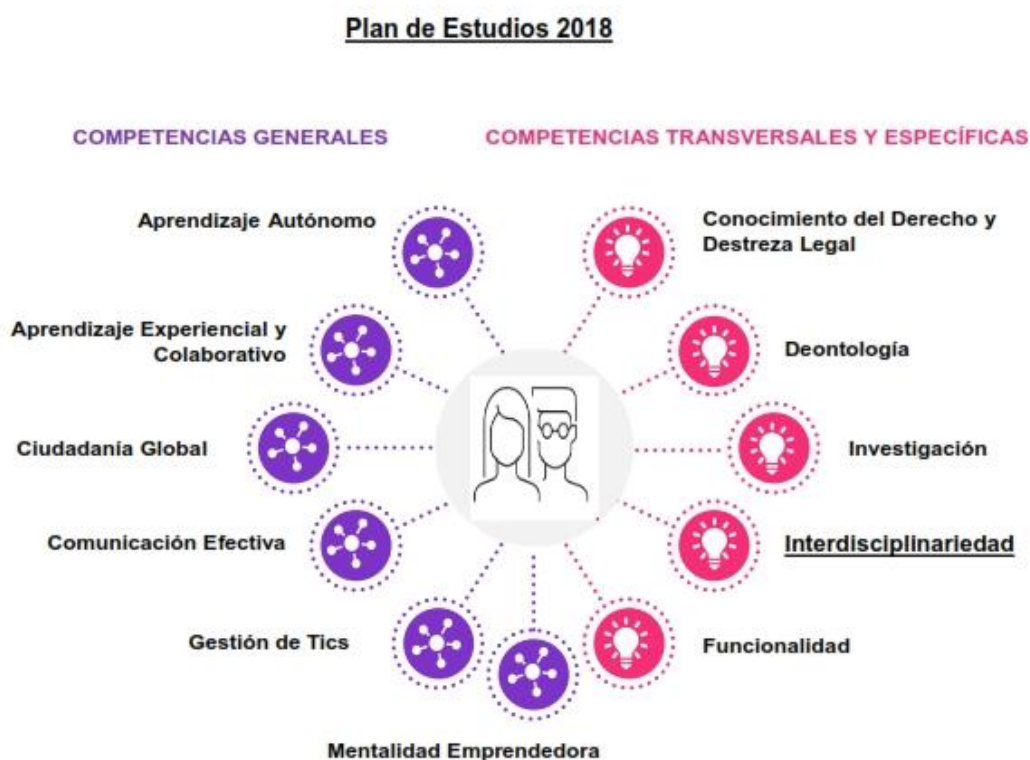 Plan de Estudios 2018
COMPETENCIAS GENERALES
Aprendizaje Autónomo
Aprendizaje Experiencial y
Colaborativo
Ciudadanía Global
Comunicación Efectiva
Gestión de Tics
Mentalidad Emprendedora
COMPETENCIAS TRANSVERSALES Y ESPECÍFICAS
Conocimiento del Derecho y
Destreza Legal
Deontología
Investigación
Interdisciplinariedad
Funcionalidad